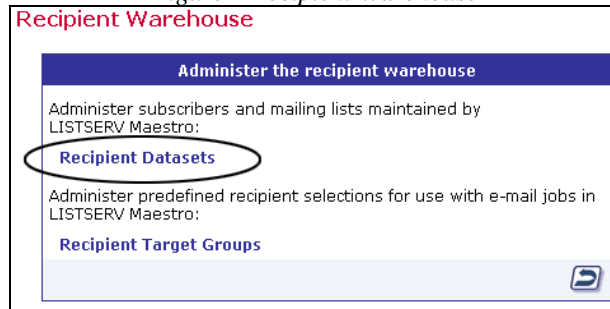 Recipient Warehouse
Administer the recipient warehouse
Administer subscribers and mailing lists maintained by
LISTSERV Maestro:
Recipient Datasets
Administer predefined recipient selections for use with e-mail jobs in
LISTSERV Maestro:
Recipient Target Groups